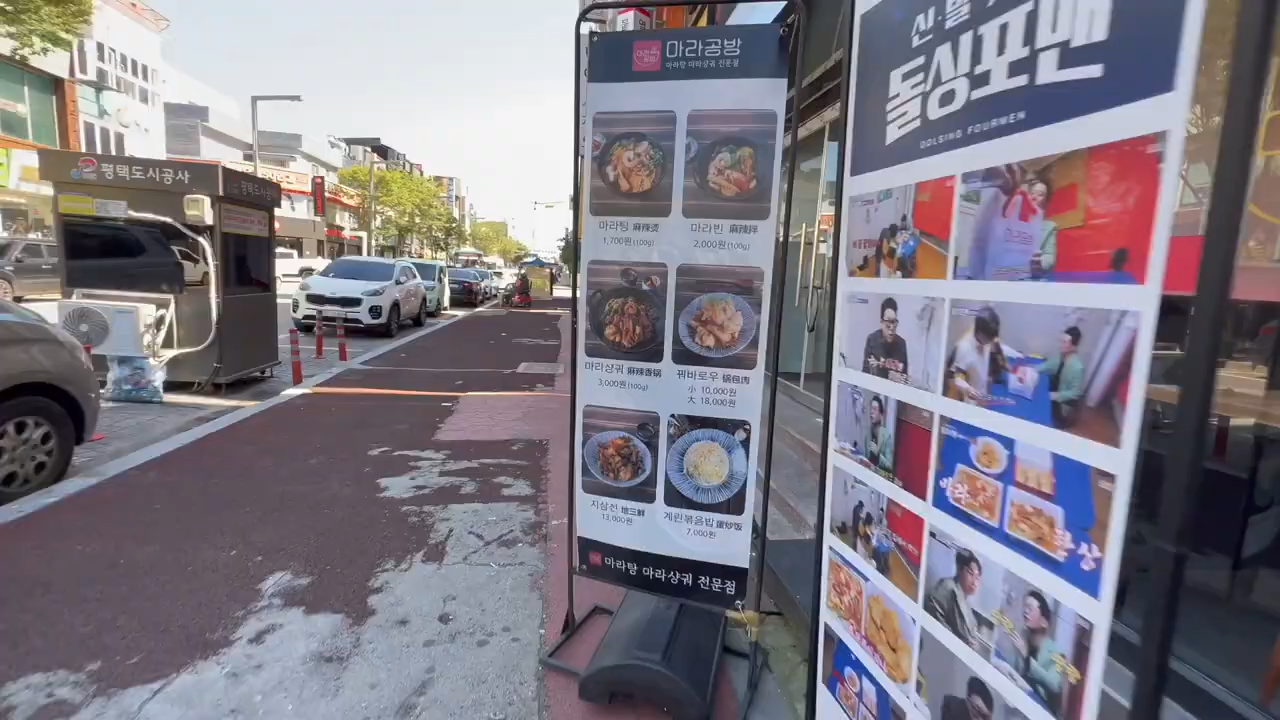 평택도시공사
평택도시공사
마라공방
마라탕 마라샹궈 전문점
마라팅 麻辣烫
1,700원(100g)
마라빈 麻辣拌
2,000원(100g)
마라샹궈 麻辣香锅
3,000원(100g)
꿔바로우 锅包肉
小 10,000원
大 18,000원
지삼선 地三鲜
13,000원
계란볶음밥 蛋炒饭
7,000원
마라탕 마라샹궈 전문점
돌싱포맨
DOLSING FOURMEN